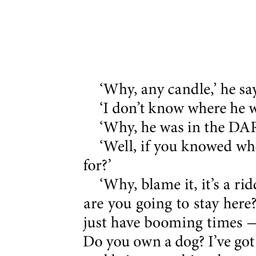 ‘Why, any candle,’ he say
‘I don’t know where he w
‘Why, he was in the DAR
‘Well, if you knowed wh
for?’
‘Why, blame it, it’s a rid
are you going to stay here?
just have booming times —
Do you own a dog? I’ve got